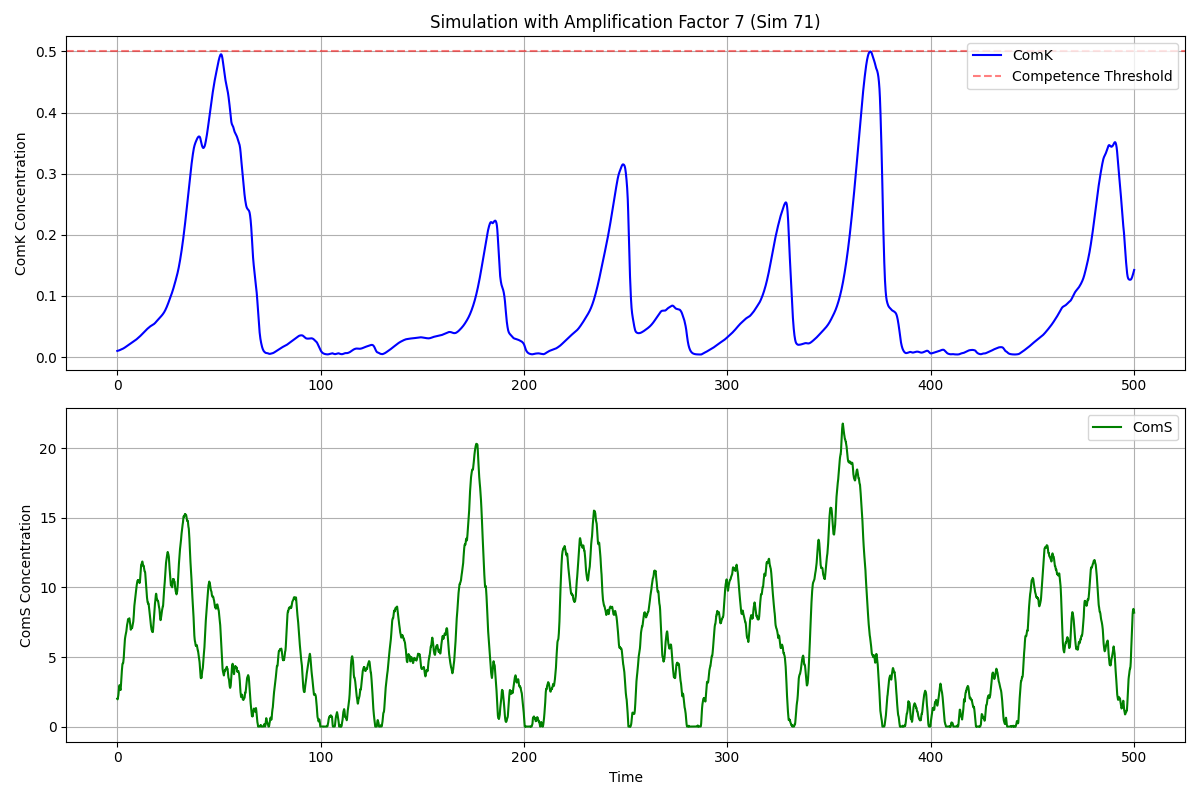 Simulation with Amplification Factor 7 (Sim 71)
ComK Concentration
0.5
0.4
0.3
0.2
0.1
0.0
ComK
Competence Threshold
0 100 200 300 400 500
ComS Concentration
20
15
10
5
0
ComS
0 100 200 300 400 500
Time